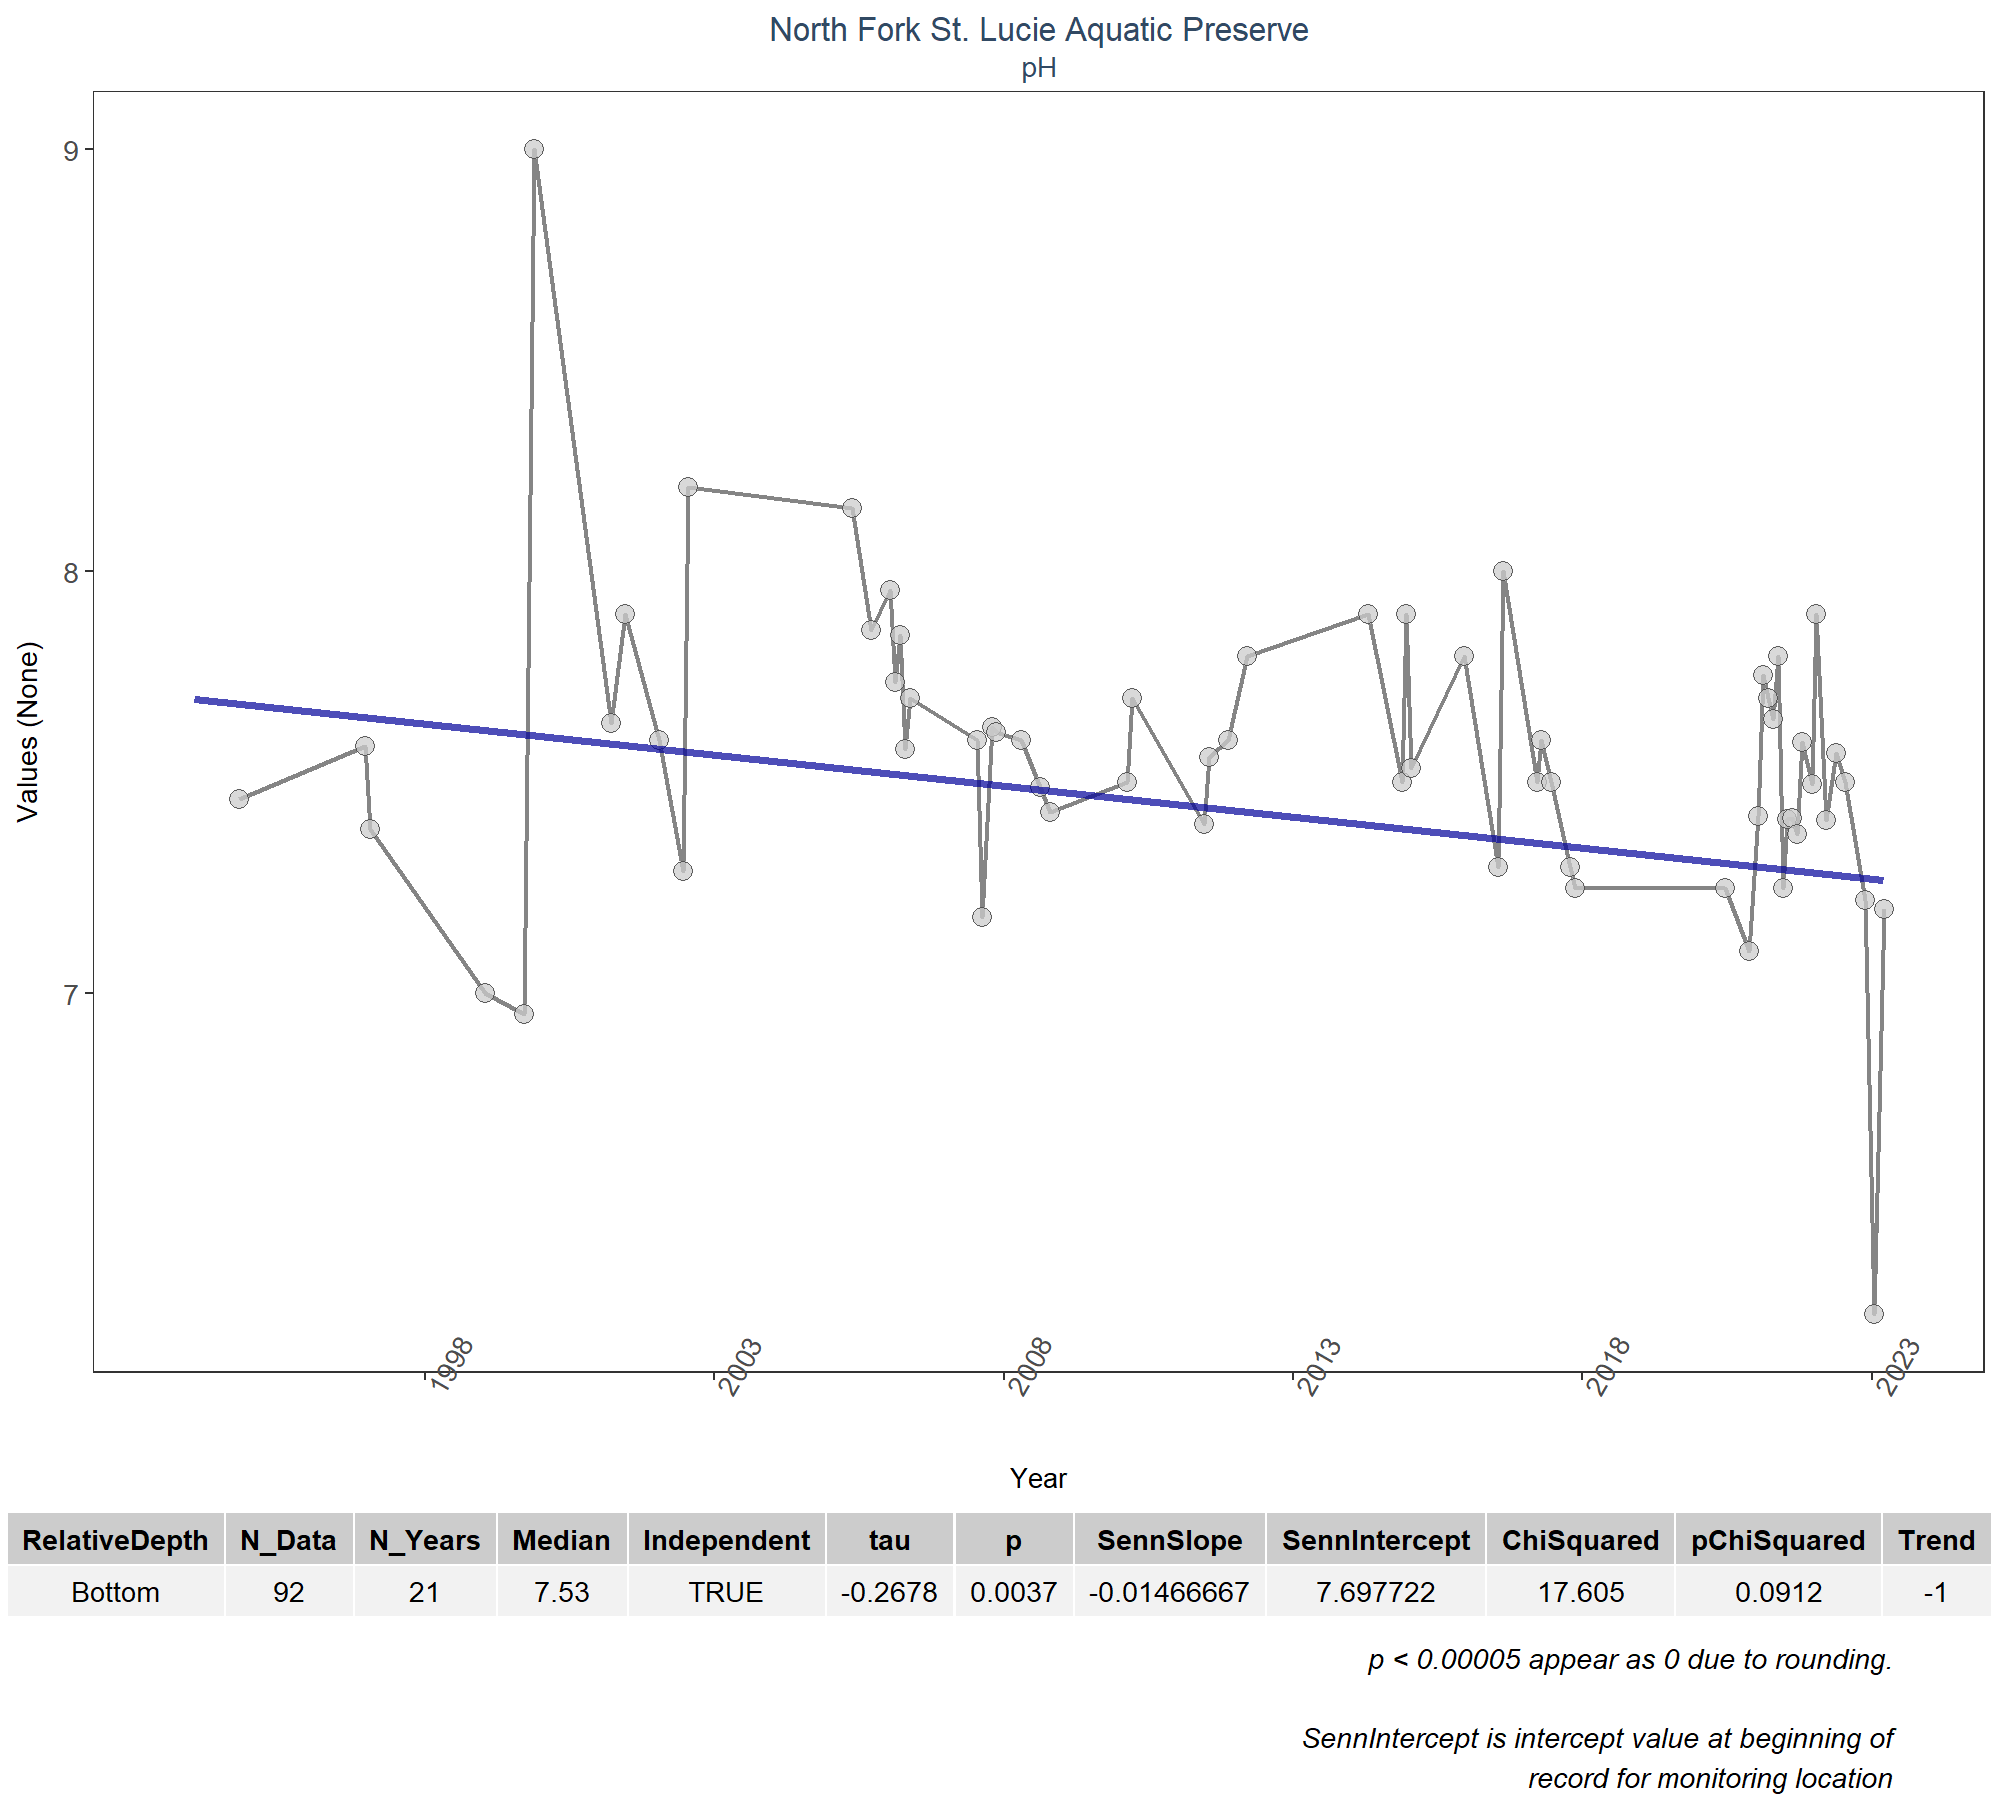 North Fork St. Lucie Aquatic Preserve
pH
9
8
7
Values (None)
1998 2003 2008 2013 2018 2023
Year
RelativeDepth N_Data N_Years Median Independent tau p SennSlope SennIntercept ChiSquared pChiSquared Trend
Bottom 92 21 7.53 TRUE -0.2678 0.0037 -0.01466667 7.697722 17.605 0.0912 -1
p < 0.00005 appear as 0 due to rounding.
SennIntercept is intercept value at beginning of
record for monitoring location